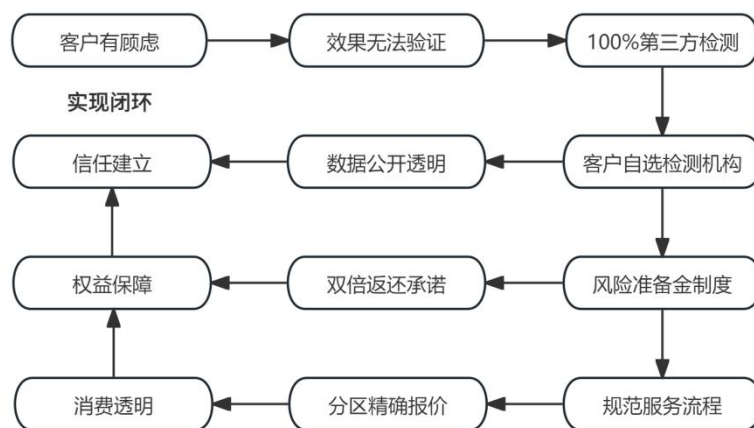 客户有顾虑
效果无法验证
100%第三方检测
实现闭环
信任建立
数据公开透明
客户自选检测机构
权益保障
双倍返还承诺
风险准备金制度
消费透明
分区精确报价
规范服务流程